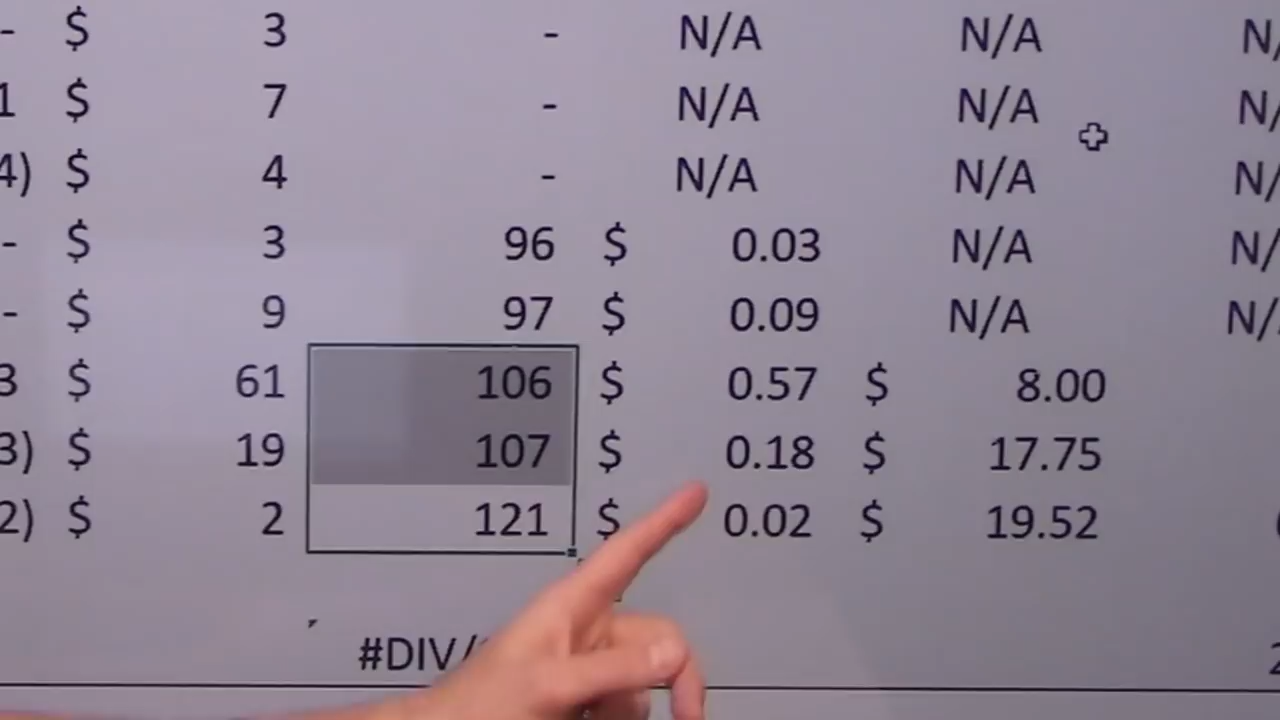 - $ 3 - N/A N/A N/
1 $ 7 - N/A N/A N/
4) $ 4 - N/A N/A N/
- $ 3 96 $ 0.03 N/A N/
- $ 9 97 $ 0.09 N/A N/
3 $ 61 106 $ 0.57 $ 8.00
3) $ 19 107 $ 0.18 $ 17.75
2) $ 2 121 $ 0.02 $ 19.52
#DIV/